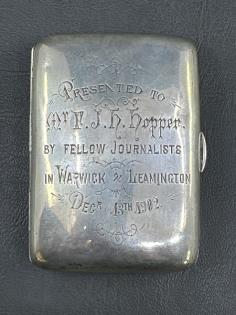 PRESENTED TO
Mr F. J. H. Hopper.
BY FELLOW JOURNALISTS
IN WARWICK & LEAMINGTON
DECR 13TH 1902.